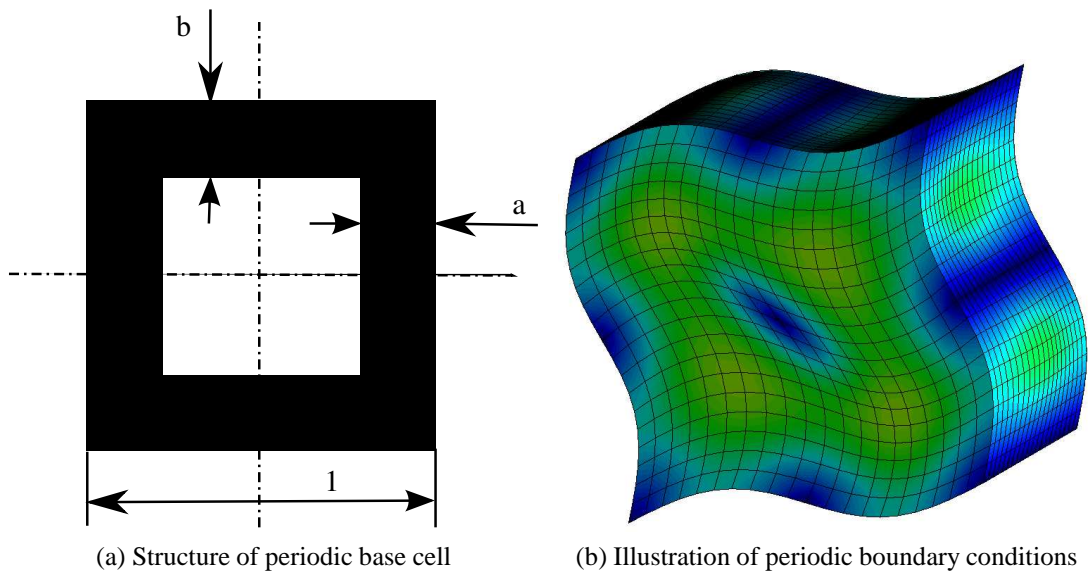 b
a
1
(a) Structure of periodic base cell
(b) Illustration of periodic boundary conditions